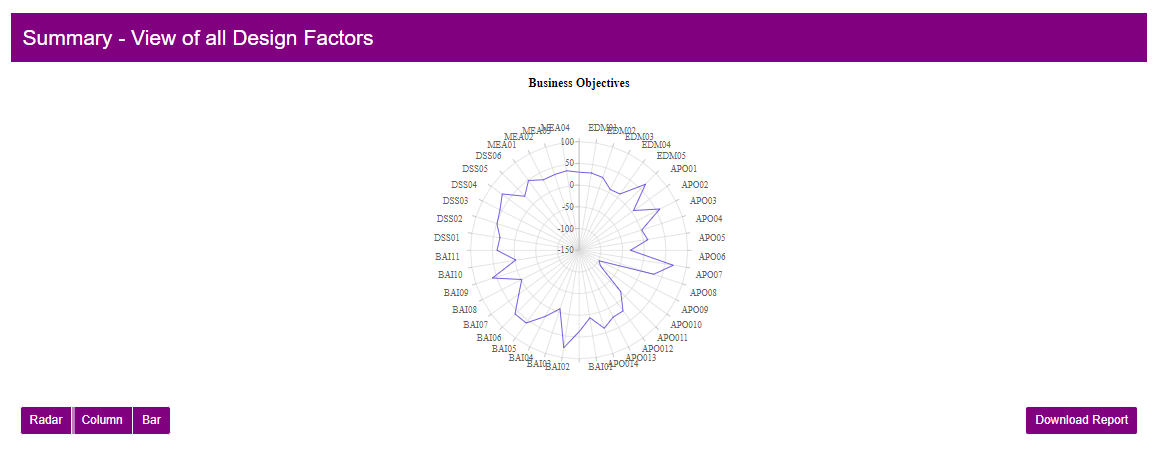 Summary - View of all Design Factors
Business Objectives
MEA04
EDM01
EDM02
EDM03
EDM04
EDM05
APO01
APO02
APO03
APO04
APO05
APO06
APO07
APO08
APO09
APO010
APO011
APO012
APO013
APO014
BAI01
BAI02
BAI03
BAI04
BAI05
BAI06
BAI07
BAI08
BAI09
BAI10
BAI11
DSS01
DSS02
DSS03
DSS04
DSS05
DSS06
MEA01
MEA02
MEA03
100
50
0
-50
-100
-150
Radar Column Bar
Download Report